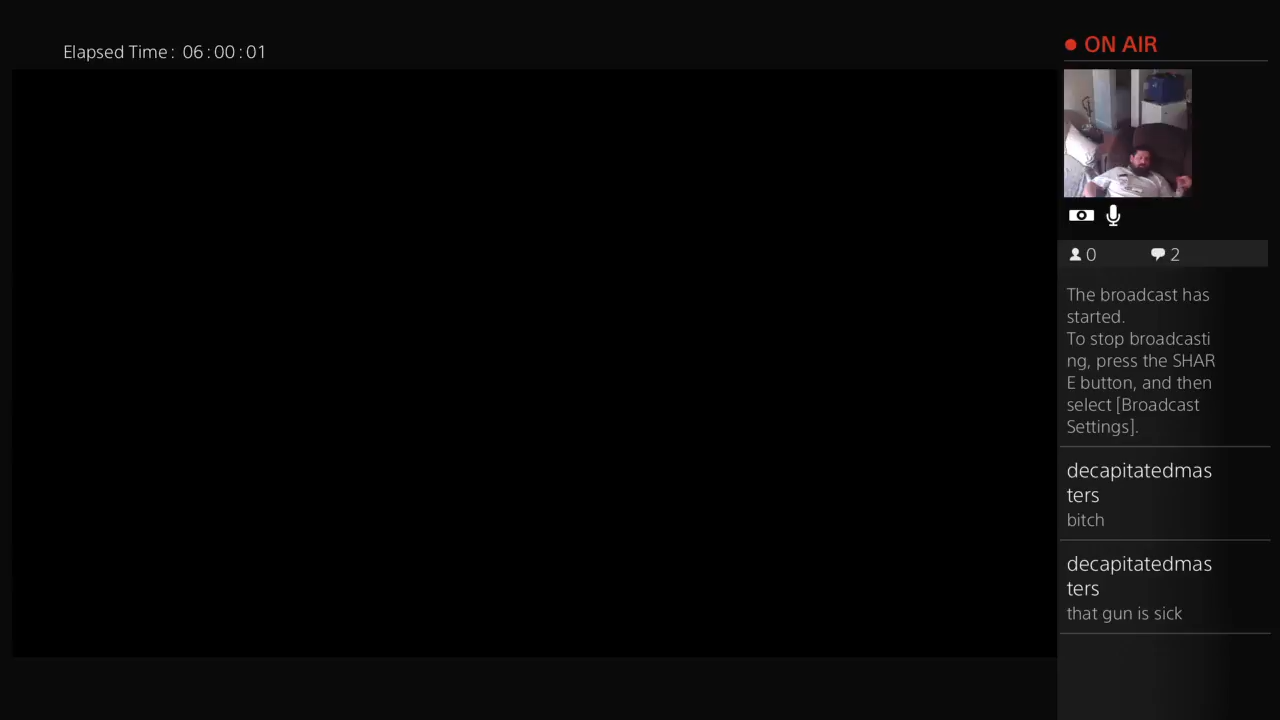 Elapsed Time: 06:00:01
ON AIR
0 2
The broadcast has
started.
To stop broadcasti
ng, press the SHAR
E button, and then
select [Broadcast
Settings].
decapitatedmas
ters
bitch
decapitatedmas
ters
that gun is sick